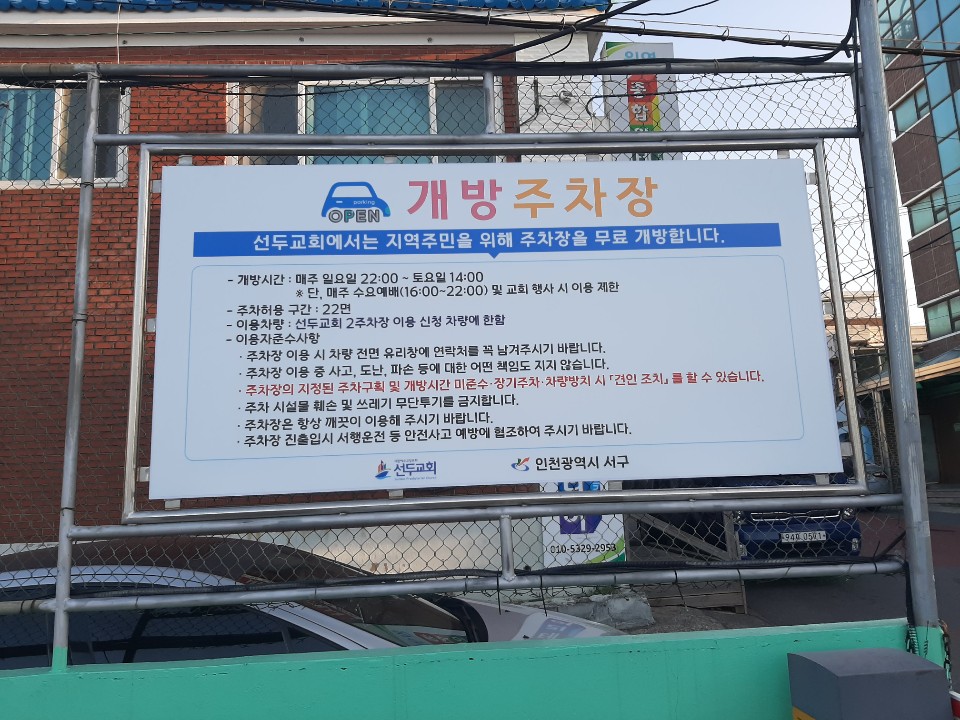 종합
parking
OPEN
개방주차장
선두교회에서는 지역주민을 위해 주차장을 무료 개방합니다.
- 개방시간 : 매주 일요일 22:00 ~ 토요일 14:00
※ 단, 매주 수요예배(16:00~22:00) 및 교회 행사 시 이용 제한
- 주차허용 구간 : 22면
- 이용차량 : 선두교회 2주차장 이용 신청 차량에 한함
- 이용자준수사항
· 주차장 이용 시 차량 전면 유리창에 연락처를 꼭 남겨주시기 바랍니다.
· 주차장 이용 중 사고, 도난, 파손 등에 대한 어떤 책임도 지지 않습니다.
· 주차장의 지정된 주차구획 및 개방시간 미준수·장기주차·차량방치 시 「견인 조치」를 할 수 있습니다.
· 주차 시설물 훼손 및 쓰레기 무단투기를 금지합니다.
· 주차장은 항상 깨끗이 이용해 주시기 바랍니다.
· 주차장 진출입시 서행운전 등 안전사고 예방에 협조하여 주시기 바랍니다.
선두교회
인천광역시 서구
010-5329-2953